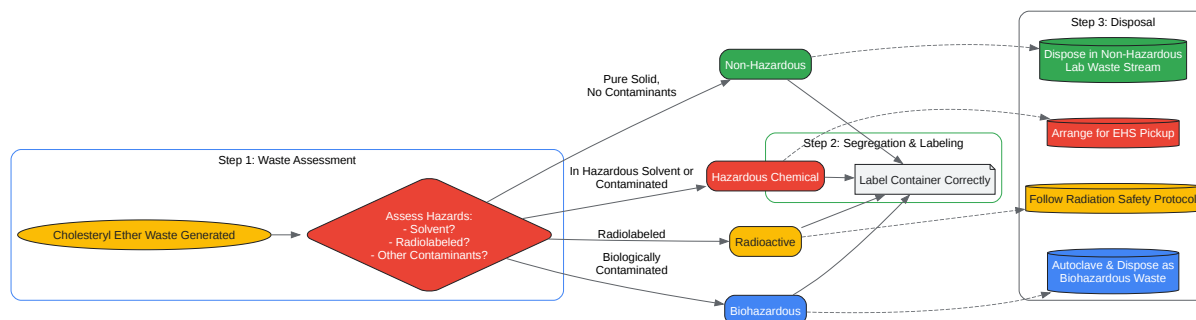 Step 1: Waste Assessment
Cholesteryl Ether Waste Generated
Assess Hazards:
- Solvent?
- Radiolabeled?
- Other Contaminants?
Pure Solid,
No Contaminants
In Hazardous Solvent or
Contaminated
Radiolabeled
Biologically
Contaminated
Non-Hazardous
Hazardous Chemical
Radioactive
Biohazardous
Step 2: Segregation & Labeling
Label Container Correctly
Step 3: Disposal
Dispose in Non-Hazardous
Lab Waste Stream
Arrange for EHS Pickup
Follow Radiation Safety Protocol
Autoclave & Dispose as
Biohazardous Waste